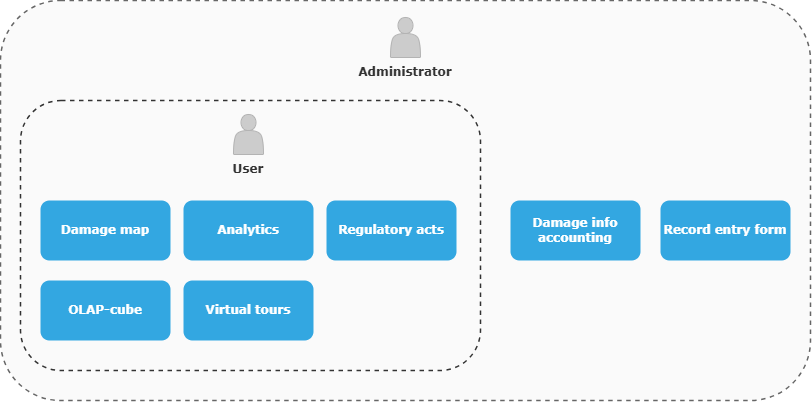 Administrator
User
Damage map
Analytics
Regulatory acts
Damage info
accounting
Record entry form
OLAP-cube
Virtual tours